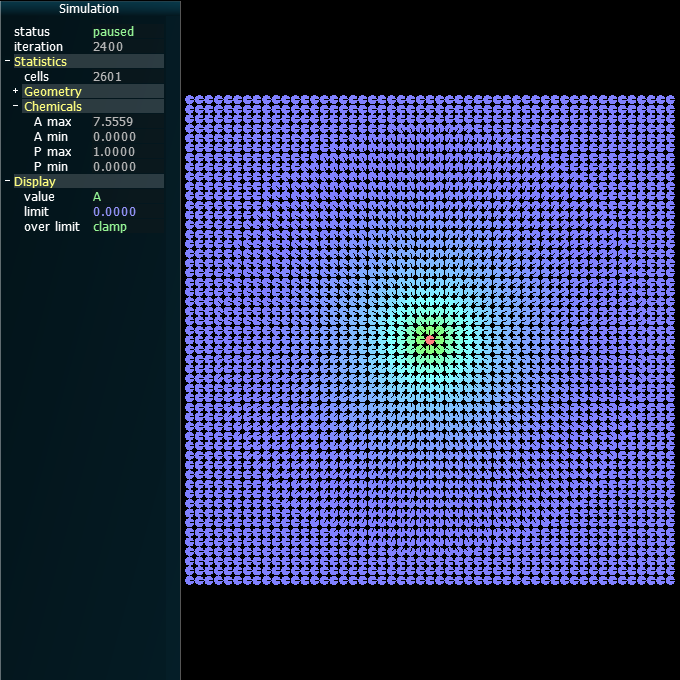 Simulation
status paused
iteration 2400
- Statistics
cells 2601
+ Geometry
- Chemicals
A max 7.5559
A min 0.0000
P max 1.0000
P min 0.0000
- Display
value A
limit 0.0000
over limit clamp